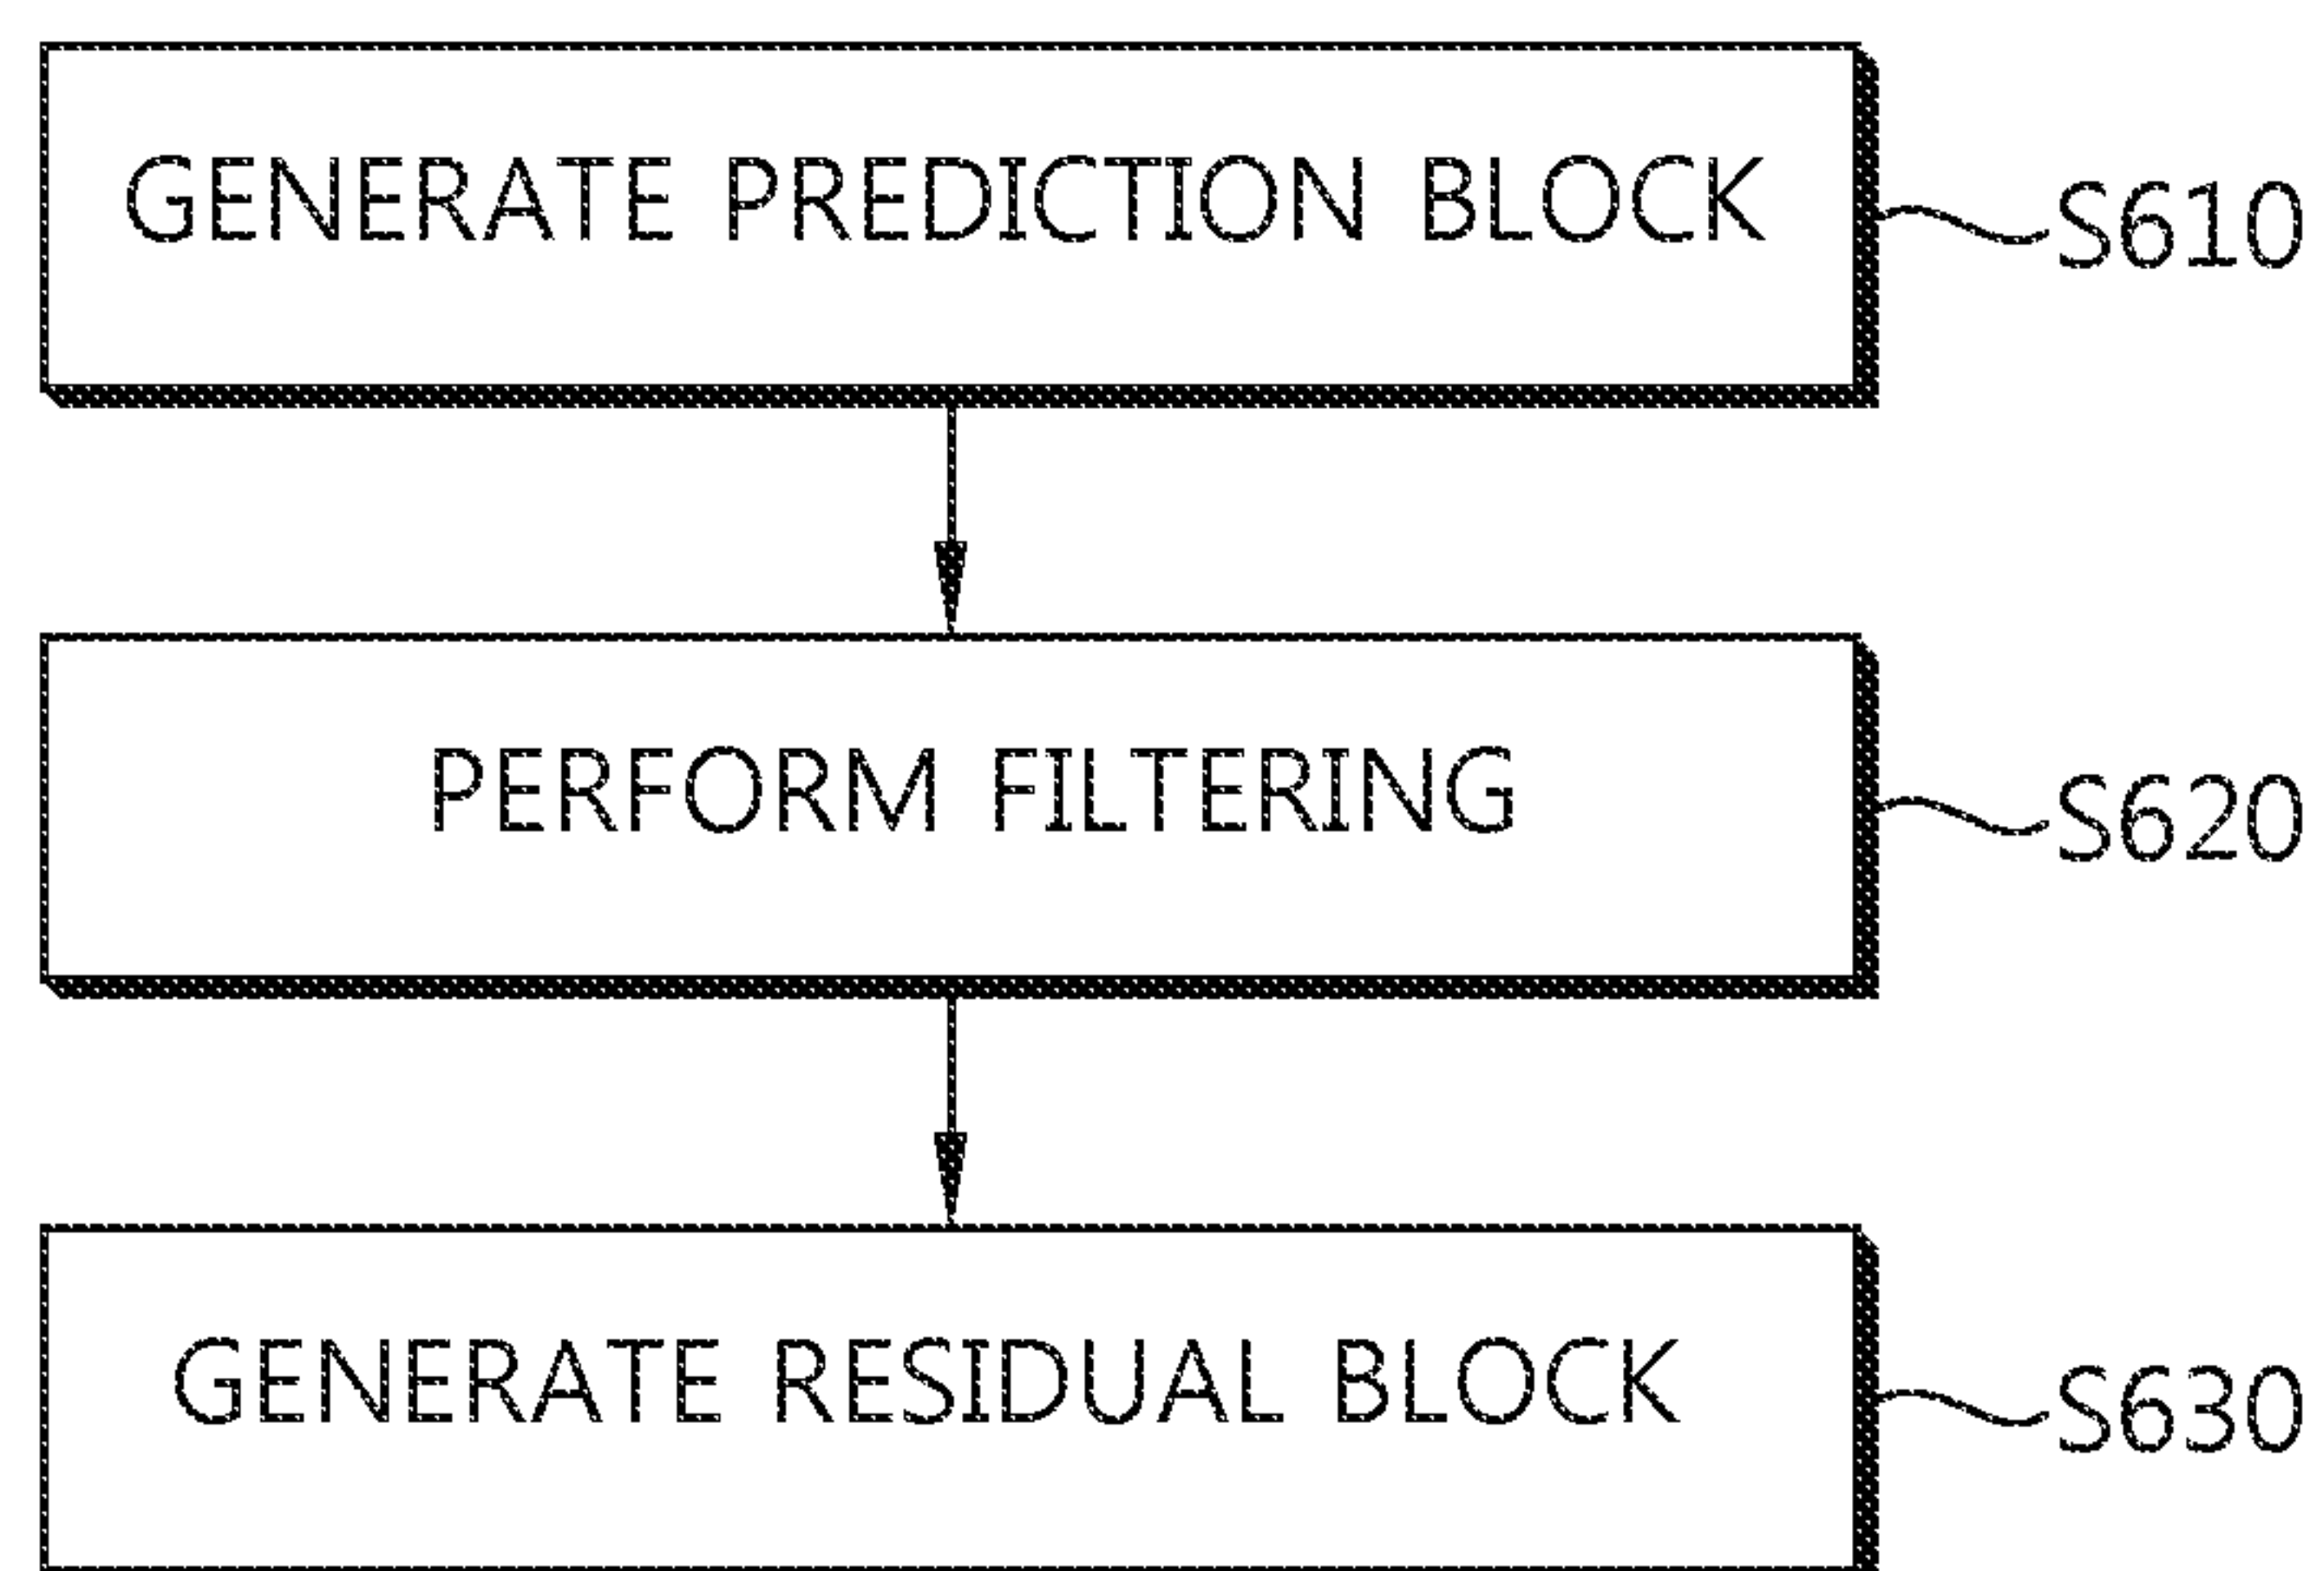 GENERATE PREDICTION BLOCK
S610
PERFORM FILTERING
S620
GENERATE RESIDUAL BLOCK
S630